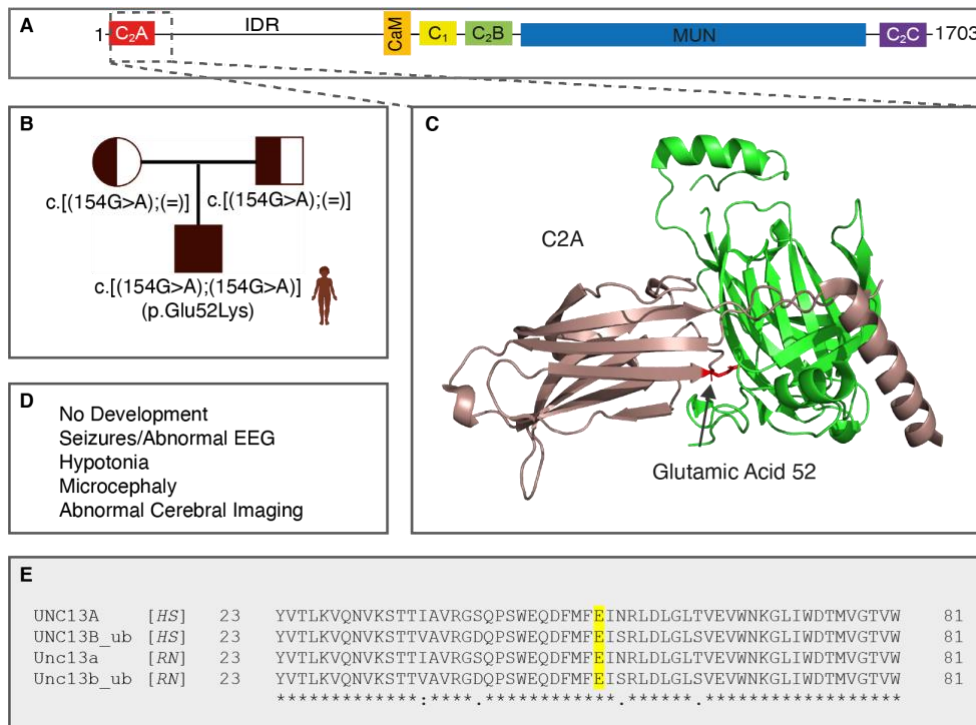 A
1
C₂A
IDR
CaM
C₁
C₂B
MUN
C₂C
1703
B
c.[(154G>A);(=)]
c.[(154G>A);(=)]
c.[(154G>A);(154G>A)]
(p.Glu52Lys)
C
C2A
Glutamic Acid 52
D
No Development
Seizures/Abnormal EEG
Hypotonia
Microcephaly
Abnormal Cerebral Imaging
E
UNC13A [HS] 23 YVTLKVQNVKSTTIAVRGSQPSWEQDFMFEINRLDLGLTVEVWNKGLIWDTMVGTVW 81
UNC13B_ub [HS] 23 YVTLKVQNVKSTTIAVRGDQPSWEQDFMFEISRLDLGLSVEVWNKGLIWDTMVGTVW 81
Unc13a [RN] 23 YVTLKVQNVKSTTIAVRGSQPSWEQDFMFEINRLDLGLTVEVWNKGLIWDTMVGTVW 81
Unc13b_ub [RN] 23 YVTLKVQNVKSTTVAVRGDQPSWEQDFMFEISRLDLGLSVEVWNKGLIWDTMVGTVW 81
*************:****.************.******.******************